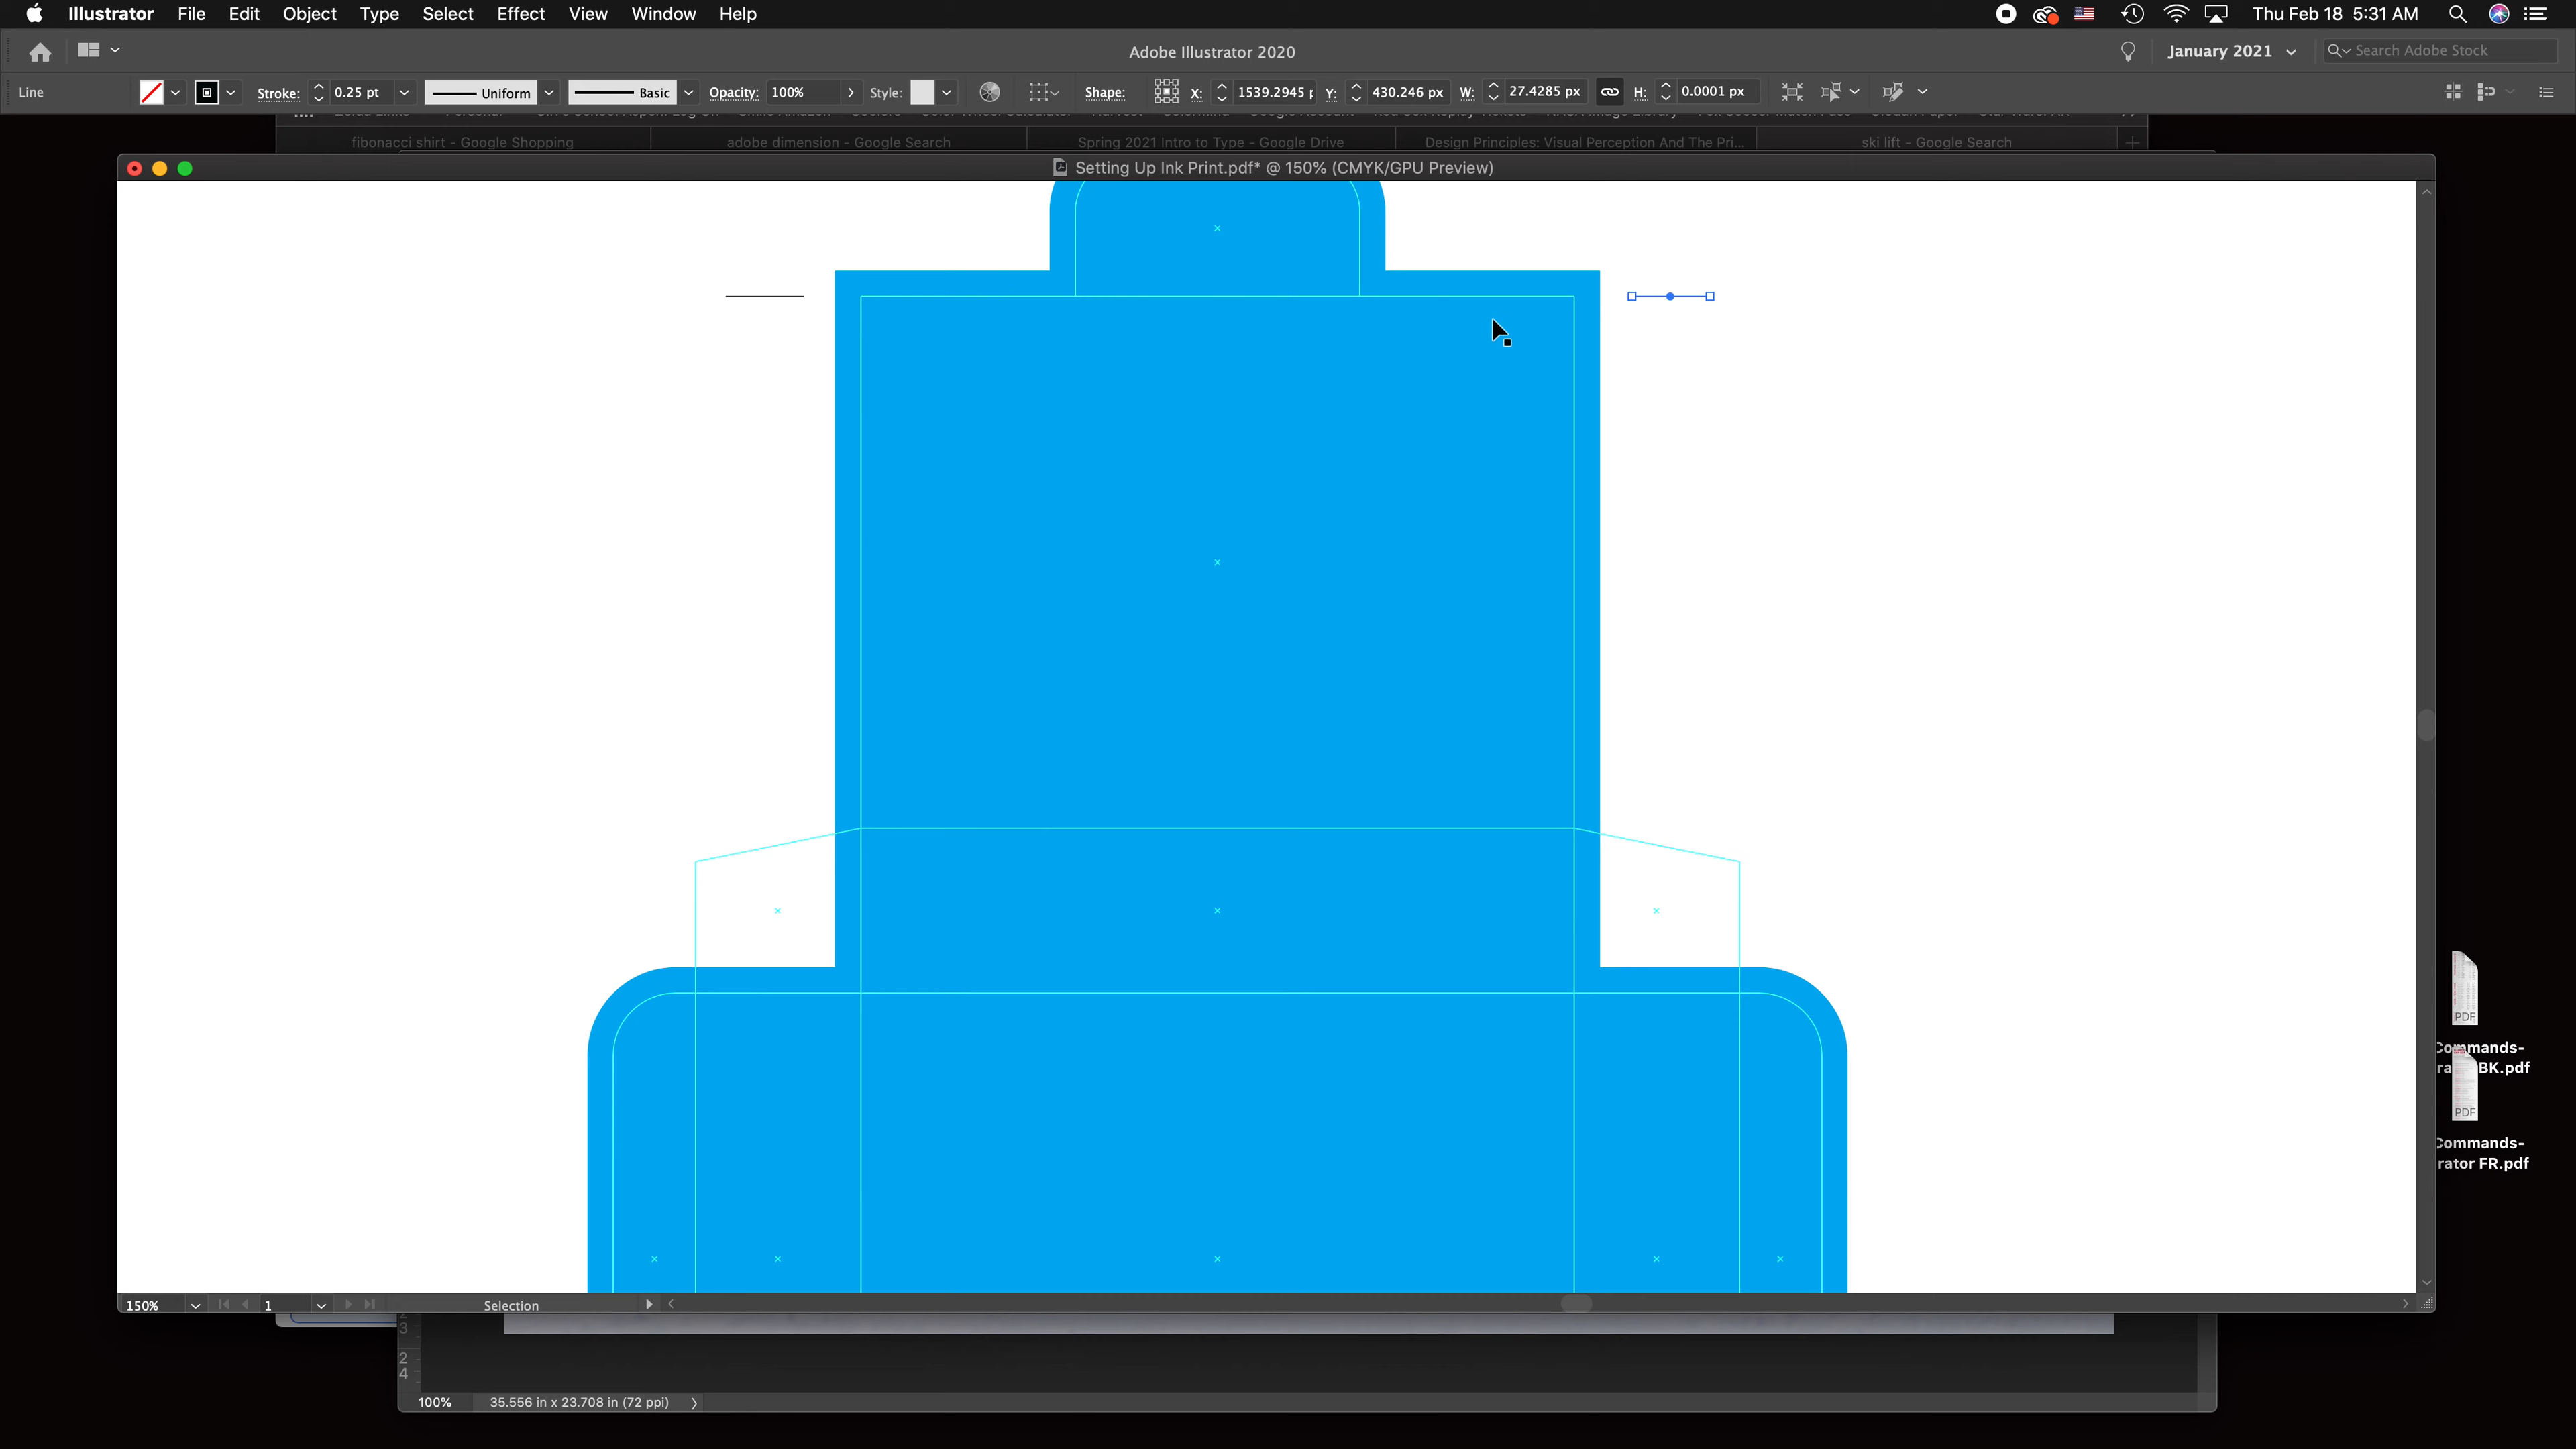 Illustrator File Edit Object Type Select Effect View Window Help Thu Feb 18 5:31 AM
Adobe Illustrator 2020 January 2021 Search Adobe Stock
Line Stroke: 0.25 pt Uniform Basic Opacity: 100% Style: Shape: X: 1539.2945 p Y: 430.246 px W: 27.4285 px H: 0.0001 px
fibonacci shirt - Google Shopping adobe dimension - Google Search Spring 2021 Intro to Type - Google Drive Design Principles: Visual Perception And The Pri... ski lift - Google Search
Setting Up Ink Print.pdf* @ 150% (CMYK/GPU Preview)
PDF
Commands-
BK.pdf
PDF
Commands-
rator FR.pdf
150% 1 Selection
3
2
4
100% 35.556 in x 23.708 in (72 ppi)